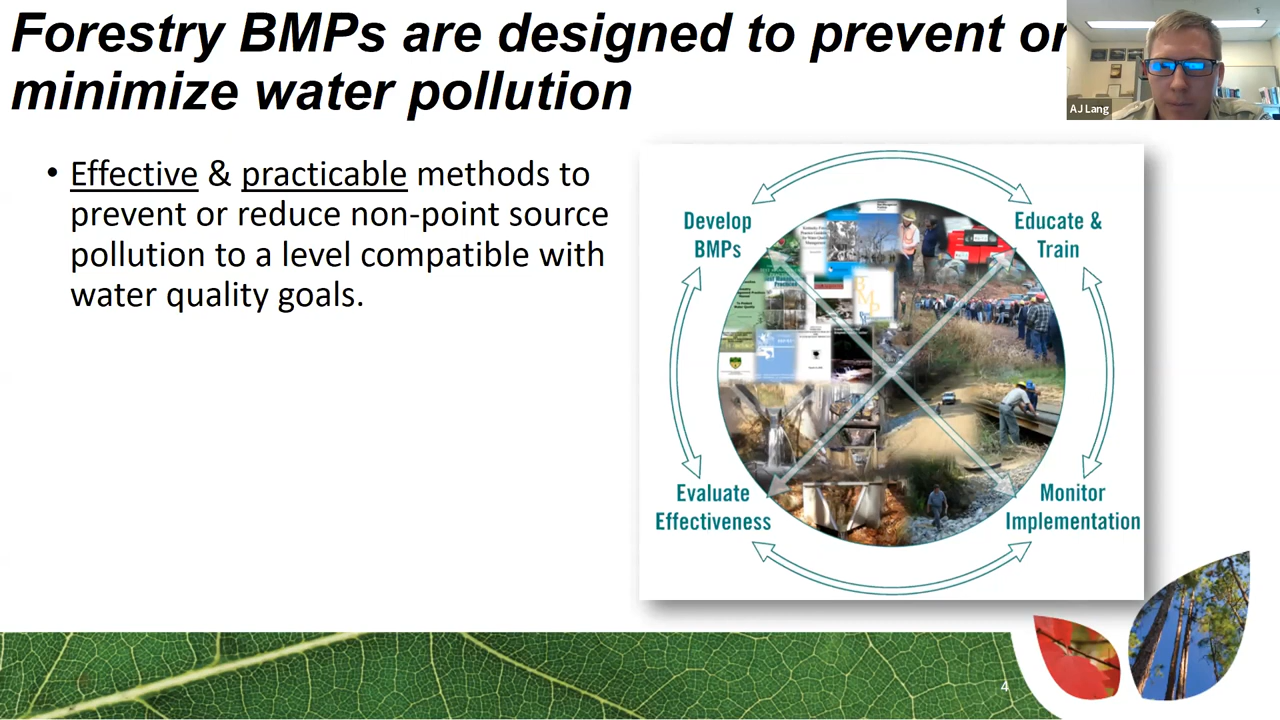 Forestry BMPs are designed to prevent or
minimize water pollution
AJ Lang
• Effective & practicable methods to
prevent or reduce non-point source
pollution to a level compatible with
water quality goals.
Develop
BMPs
Educate &
Train
Evaluate
Effectiveness
Monitor
Implementation
4